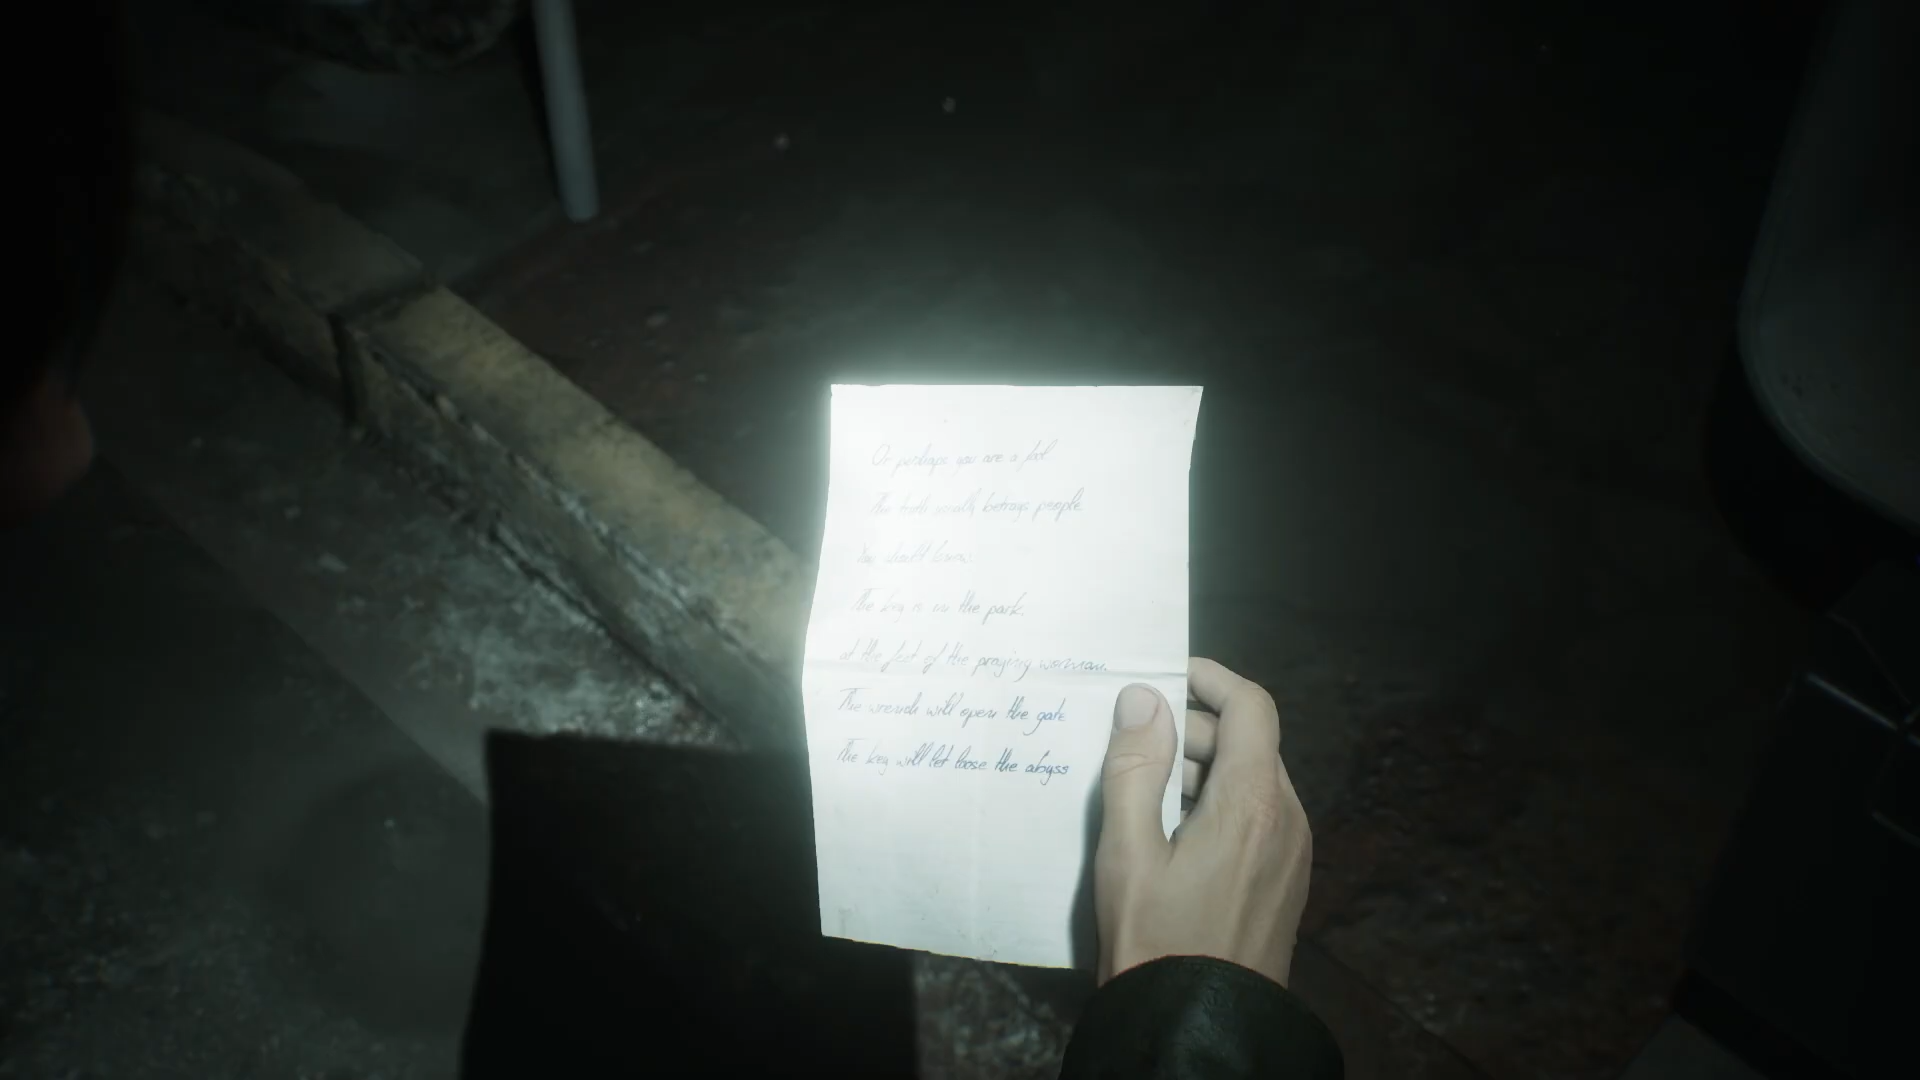 Or perhaps you are a fool.
The truth usually betrays people.
You should know.
The key is in the park.
at the feet of the praying woman.
The wrench will open the gate
The key will let loose the abyss